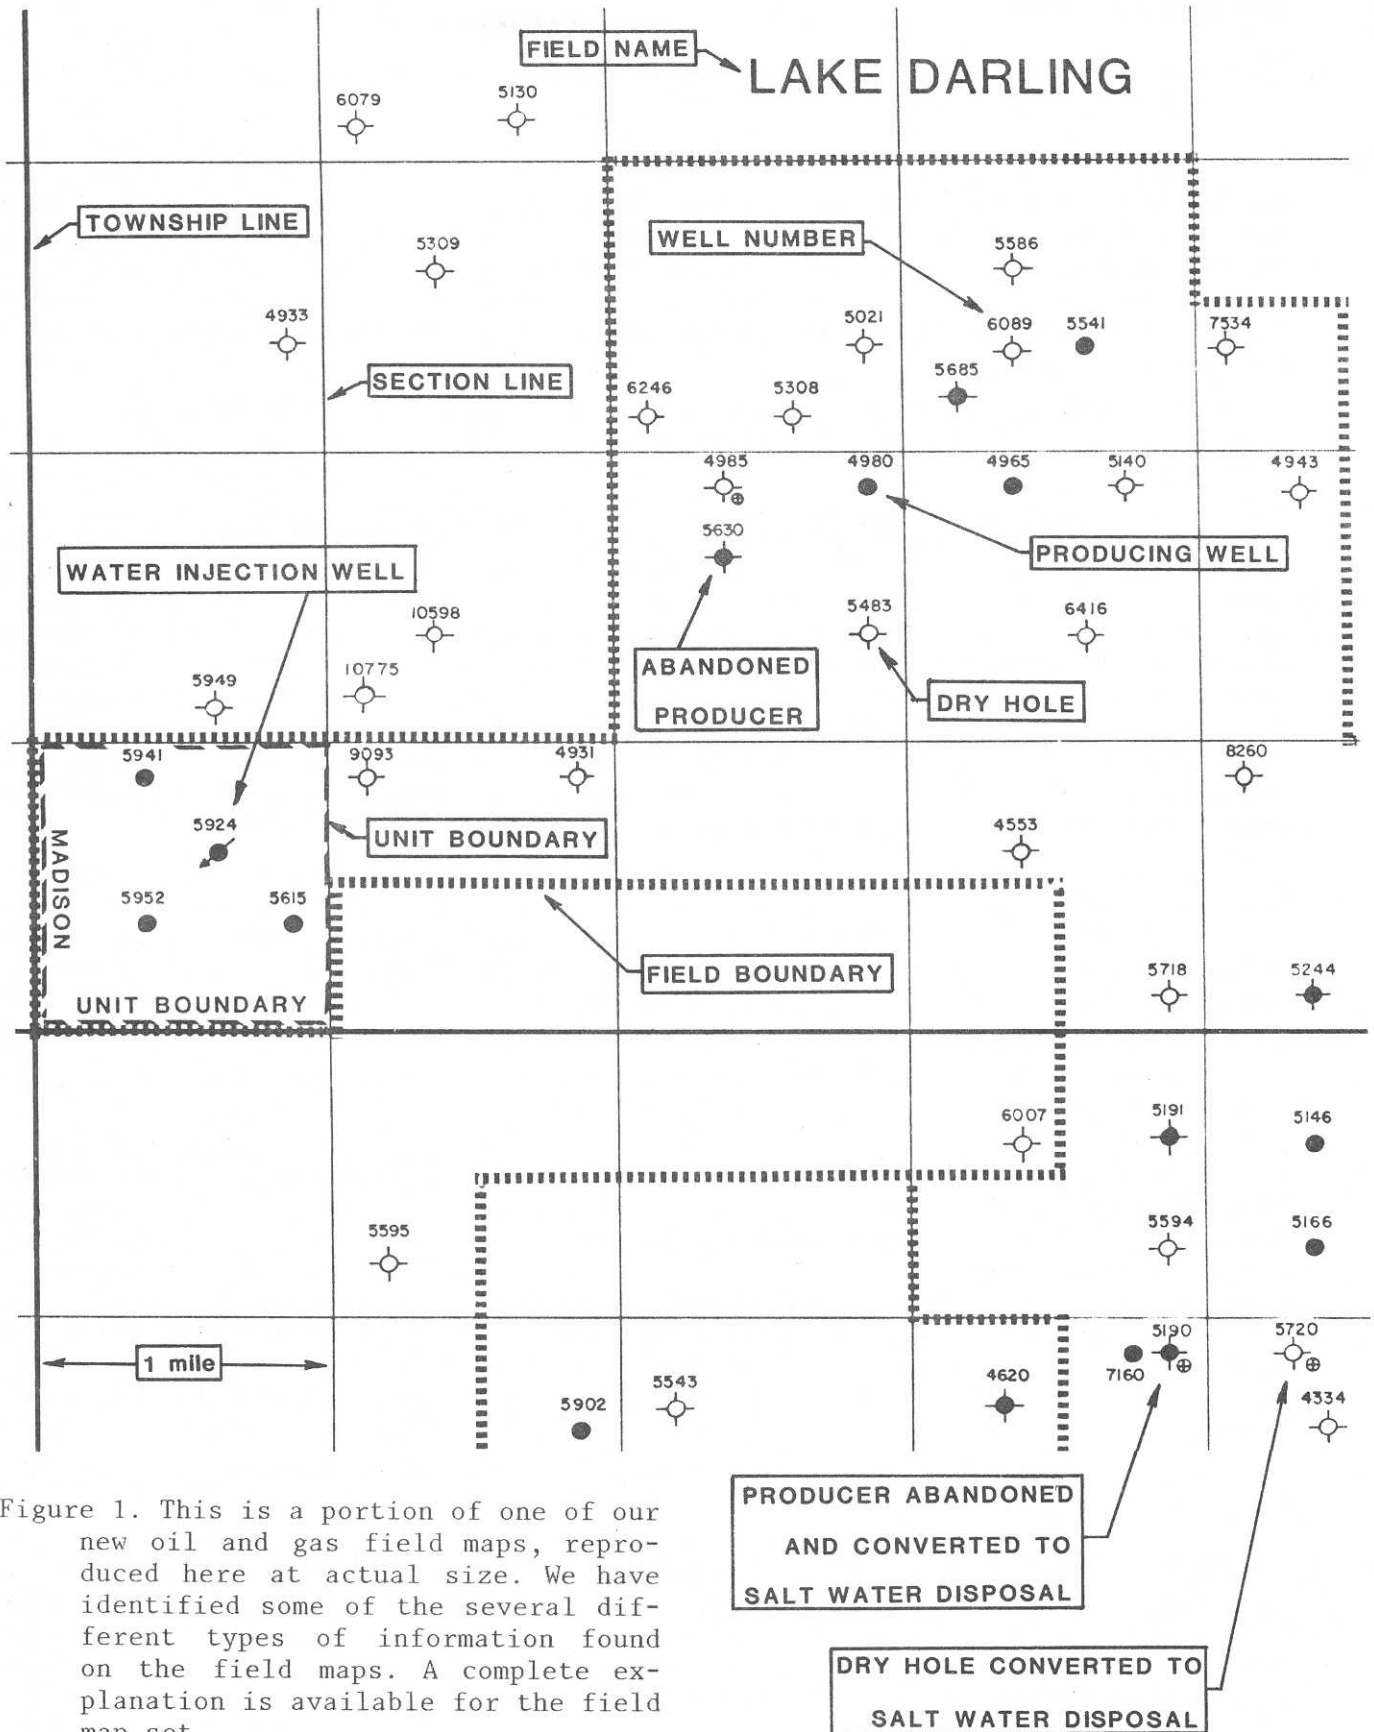 FIELD NAME
LAKE DARLING
6079
5130
TOWNSHIP LINE
WELL NUMBER
5309
5586
4933
5021
6089
5541
7534
SECTION LINE
5685
6246
5308
4985
4980
4965
5140
4943
5630
PRODUCING WELL
WATER INJECTION WELL
10598
5483
6416
5949
10775
ABANDONED
PRODUCER
DRY HOLE
5941
9093
4931
8260
5924
UNIT BOUNDARY
4553
MADISON
5952
5615
FIELD BOUNDARY
5718
5244
UNIT BOUNDARY
6007
5191
5146
5595
5594
5166
1 mile
5190
5720
7160
5902
5543
4620
4334
PRODUCER ABANDONED
AND CONVERTED TO
SALT WATER DISPOSAL
DRY HOLE CONVERTED TO
SALT WATER DISPOSAL
Figure 1. This is a portion of one of our
new oil and gas field maps, repro-
duced here at actual size. We have
identified some of the several dif-
ferent types of information found
on the field maps. A complete ex-
planation is available for the field
map set